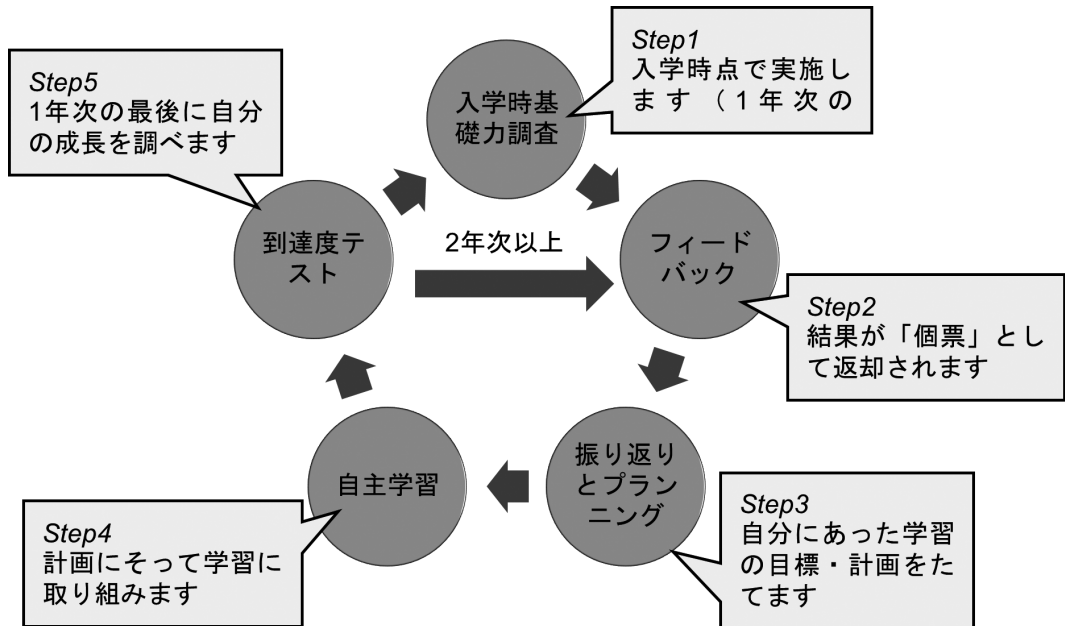 Step1
入学時点で実施し
ます（1年次の
入学時基
礎力調査
Step5
1年次の最後に自分
の成長を調べます
到達度テ
スト
2年次以上
フィード
バック
Step2
結果が「個票」とし
て返却されます
振り返り
とプラン
ニング
Step3
自分にあった学習
の目標・計画をた
てます
自主学習
Step4
計画にそって学習に
取り組みます